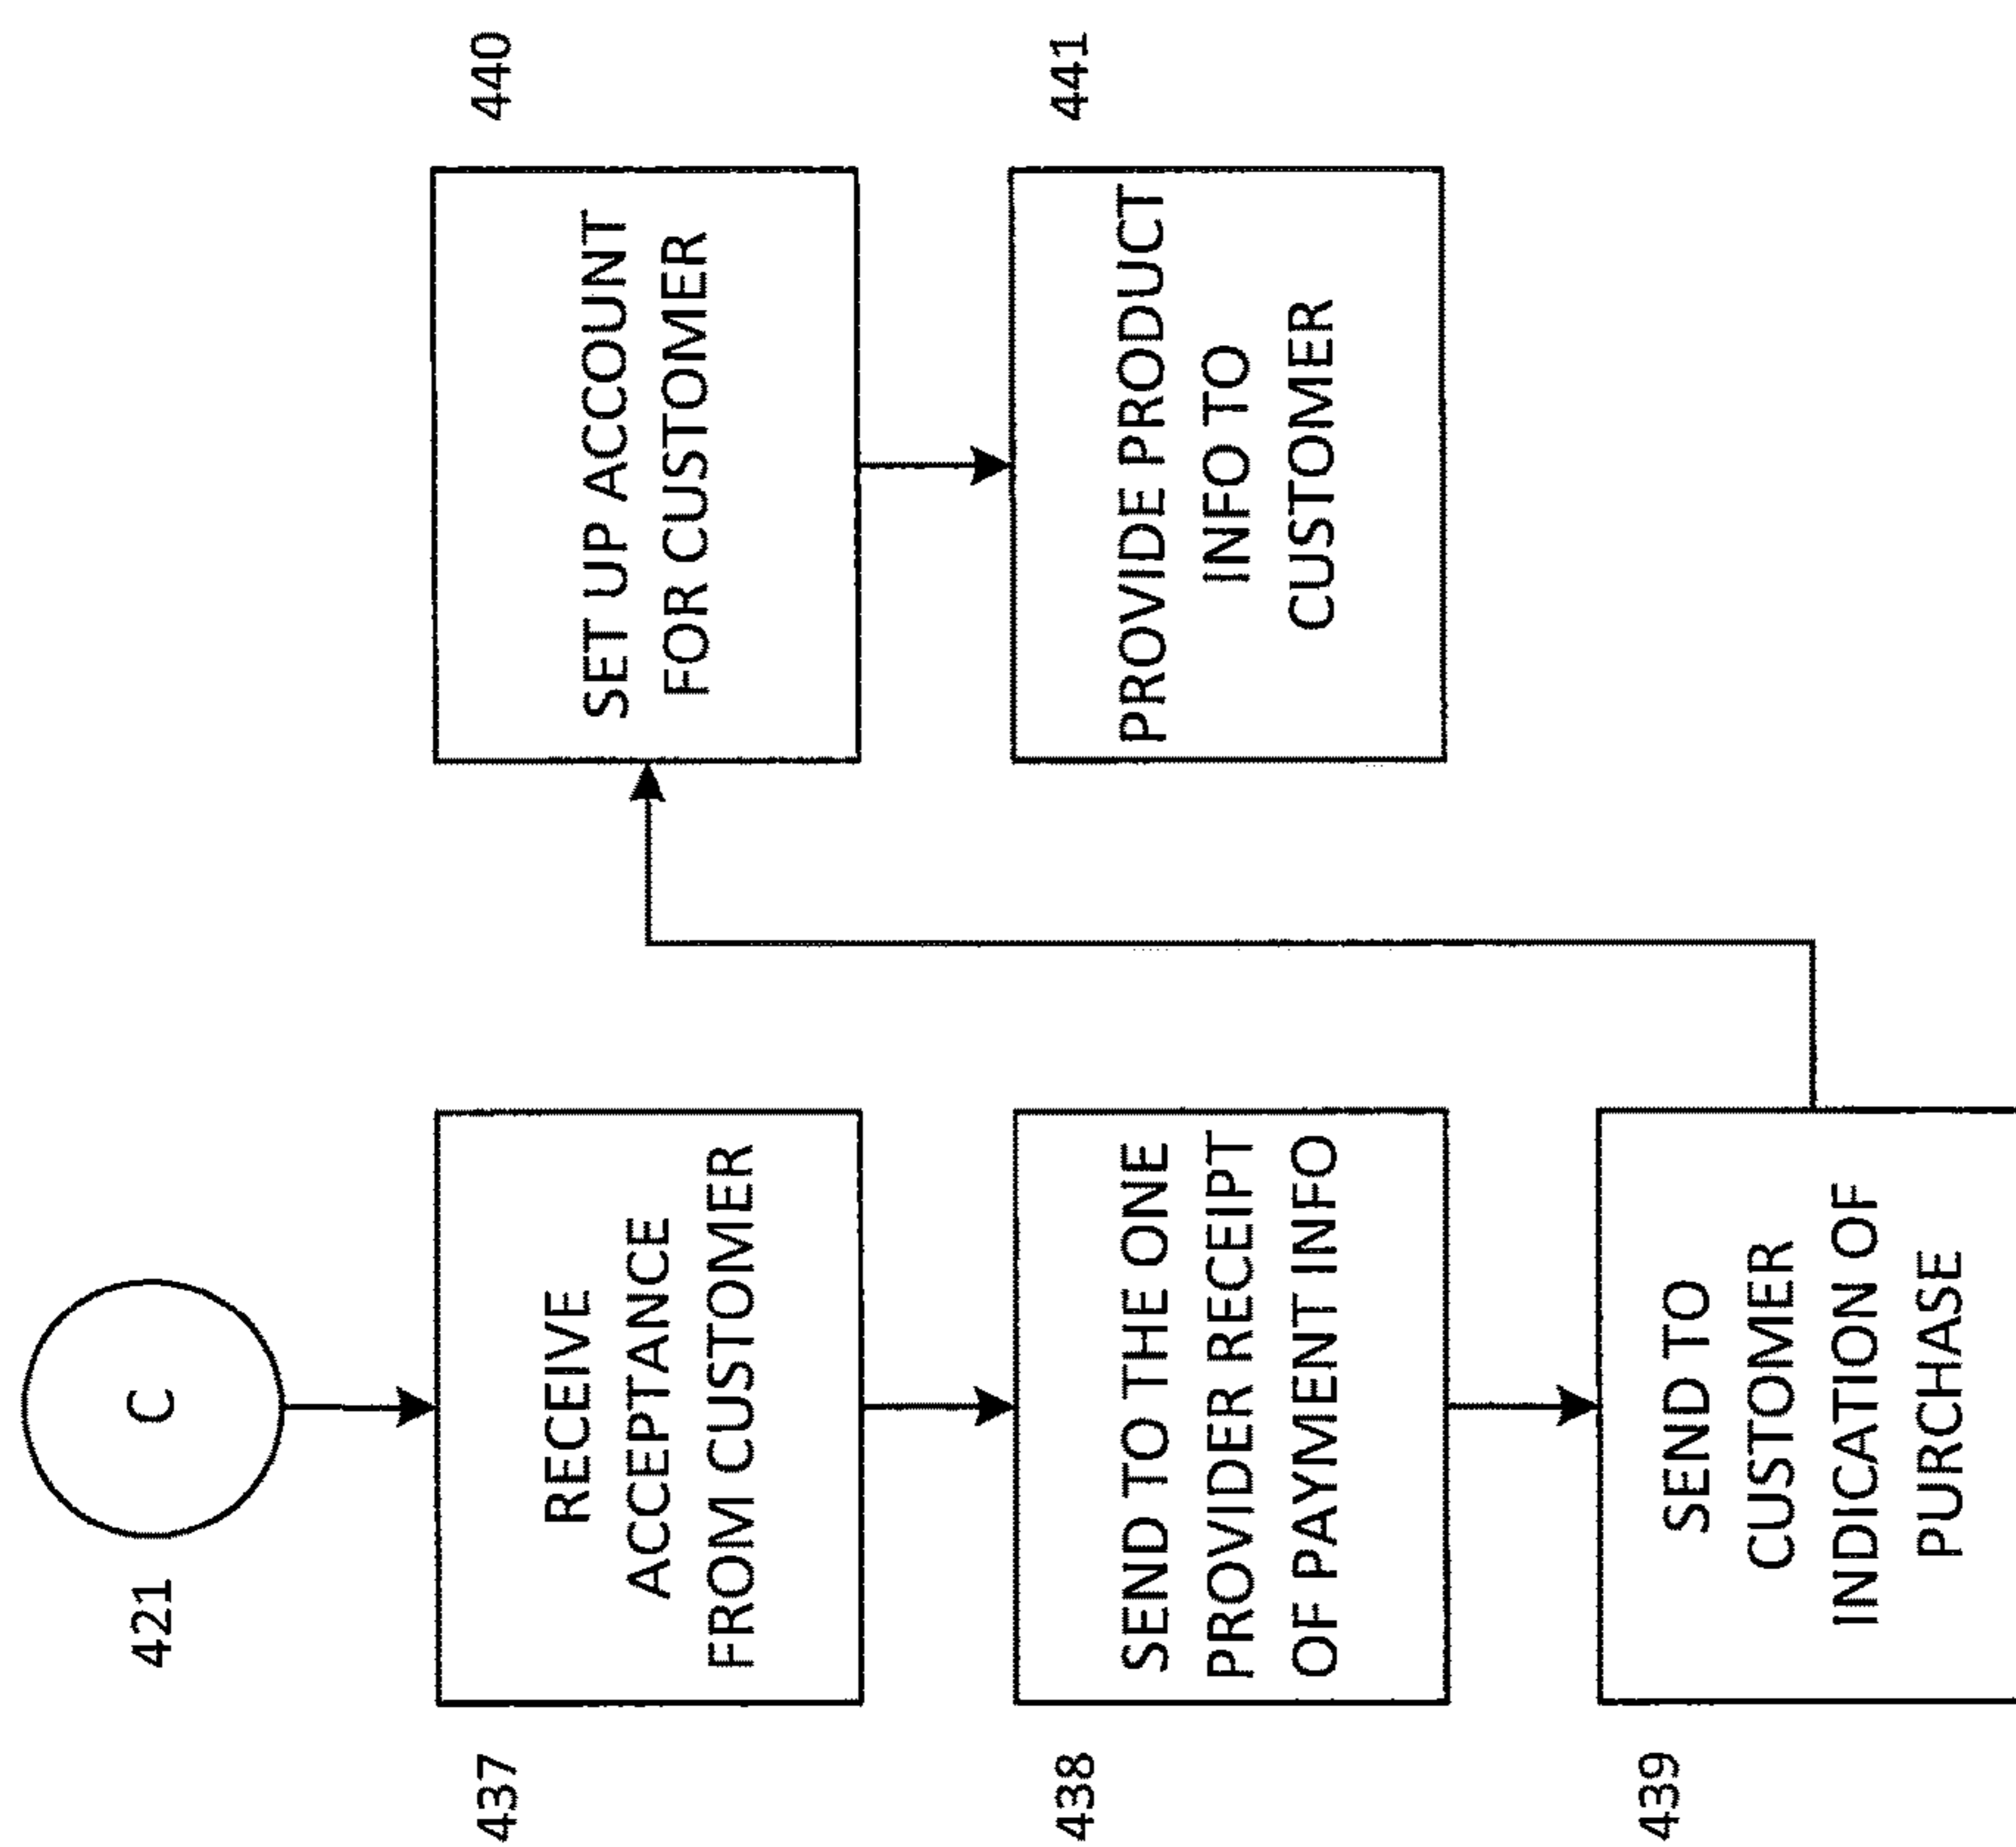 421
C
437
RECEIVE
ACCEPTANCE
FROM CUSTOMER
438
SEND TO THE ONE
PROVIDER RECEIPT
OF PAYMENT INFO
439
SEND TO
CUSTOMER
INDICATION OF
PURCHASE
440
SET UP ACCOUNT
FOR CUSTOMER
441
PROVIDE PRODUCT
INFO TO
CUSTOMER